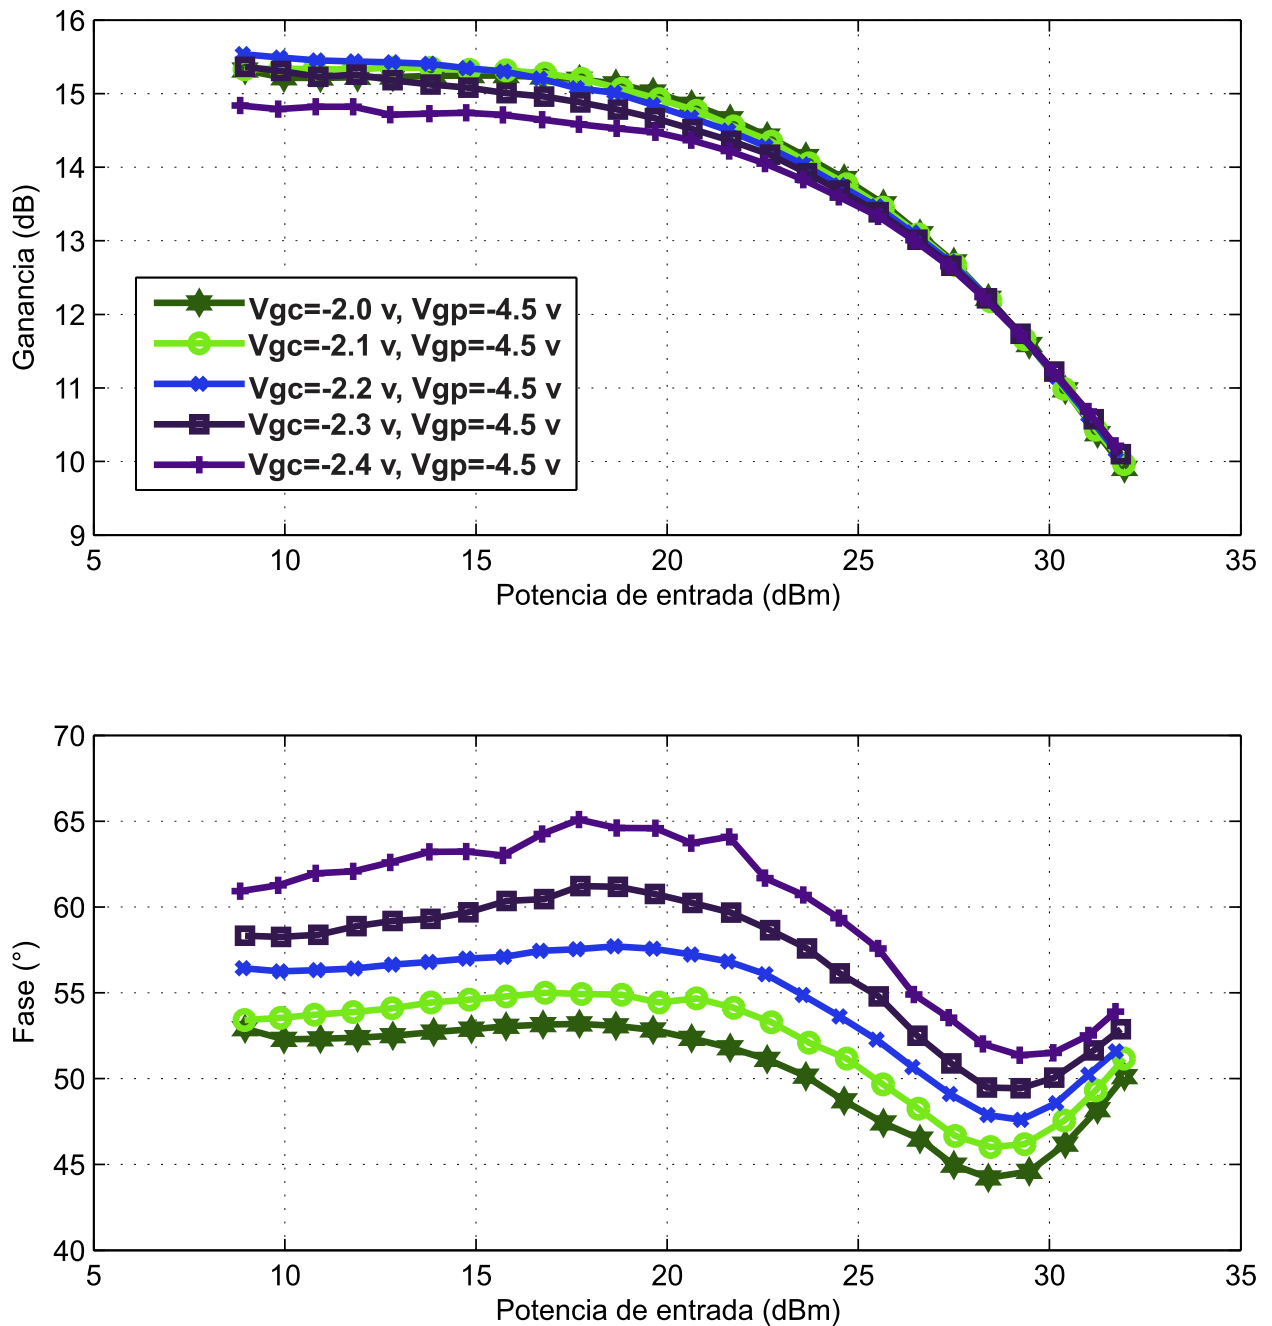 16
15
14
13
12
11
10
9
Ganancia (dB)
Vgc=-2.0 v, Vgp=-4.5 v
Vgc=-2.1 v, Vgp=-4.5 v
Vgc=-2.2 v, Vgp=-4.5 v
Vgc=-2.3 v, Vgp=-4.5 v
Vgc=-2.4 v, Vgp=-4.5 v
5 10 15 20 25 30 35
Potencia de entrada (dBm)
70
65
60
55
50
45
40
Fase (°)
5 10 15 20 25 30 35
Potencia de entrada (dBm)